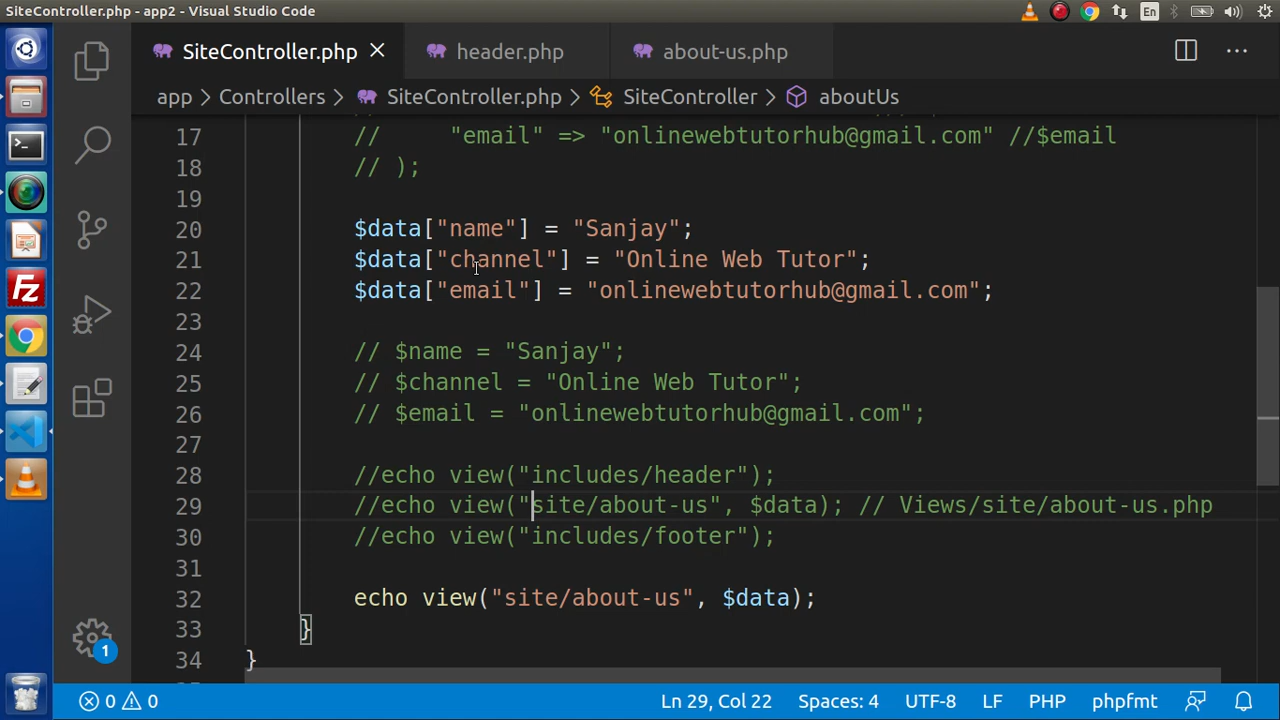 SiteController.php - app2 - Visual Studio Code
En
SiteController.php
header.php
about-us.php
app > Controllers > SiteController.php > SiteController > aboutUs
17 // "email" => "onlinewebtutorhub@gmail.com" //$email
18 // );
19
20 $data["name"] = "Sanjay";
21 $data["channel"] = "Online Web Tutor";
22 $data["email"] = "onlinewebtutorhub@gmail.com";
23
24 // $name = "Sanjay";
25 // $channel = "Online Web Tutor";
26 // $email = "onlinewebtutorhub@gmail.com";
27
28 //echo view("includes/header");
29 //echo view("site/about-us", $data); // Views/site/about-us.php
30 //echo view("includes/footer");
31
32 echo view("site/about-us", $data);
33 }
34 }
1
0 0 Ln 29, Col 22 Spaces: 4 UTF-8 LF PHP phpfmt